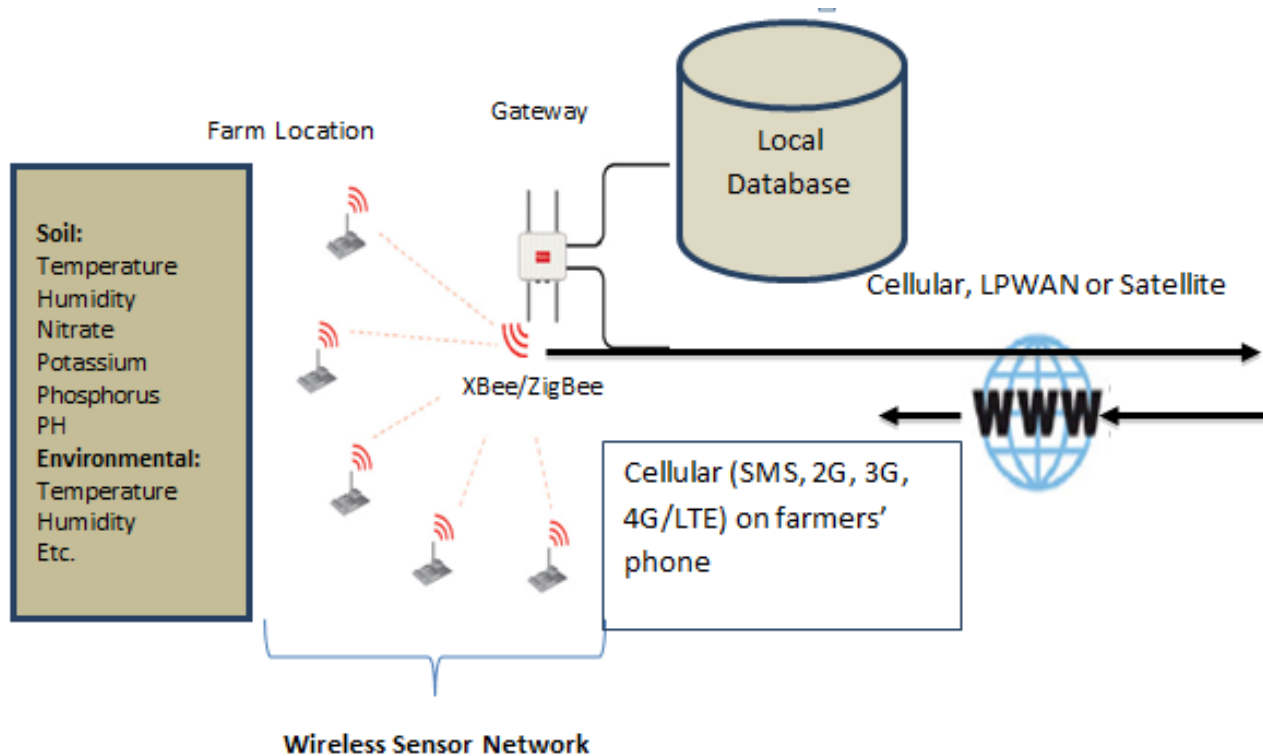 Farm Location
Gateway
Local
Database
Soil:
Temperature
Humidity
Nitrate
Potassium
Phosphorus
PH
Environmental:
Temperature
Humidity
Etc.
XBee/ZigBee
Cellular, LPWAN or Satellite
WWW
Cellular (SMS, 2G, 3G,
4G/LTE) on farmers’
phone
Wireless Sensor Network